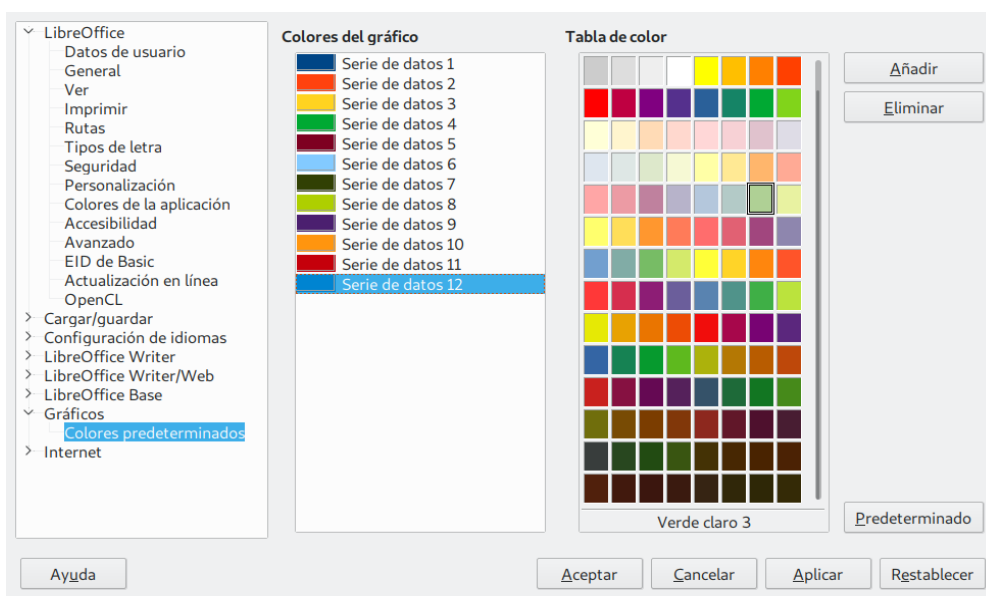 LibreOffice
Datos de usuario
General
Ver
Imprimir
Rutas
Tipos de letra
Seguridad
Personalización
Colores de la aplicación
Accesibilidad
Avanzado
EID de Basic
Actualización en línea
OpenCL
Cargar/guardar
Configuración de idiomas
LibreOffice Writer
LibreOffice Writer/Web
LibreOffice Base
Gráficos
Colores predeterminados
Internet
Colores del gráfico
Serie de datos 1
Serie de datos 2
Serie de datos 3
Serie de datos 4
Serie de datos 5
Serie de datos 6
Serie de datos 7
Serie de datos 8
Serie de datos 9
Serie de datos 10
Serie de datos 11
Serie de datos 12
Tabla de color
Verde claro 3
Añadir
Eliminar
Predeterminado
Ayuda
Aceptar
Cancelar
Aplicar
Restablecer